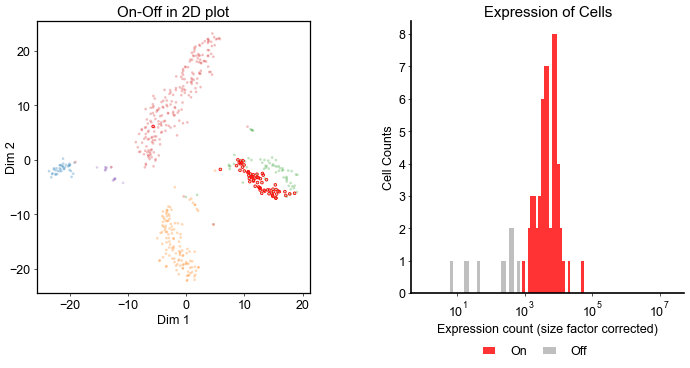 On-Off in 2D plot
20
10
0
−10
−20
Dim 2
−20 −10 0 10 20
Dim 1
Expression of Cells
8
7
6
5
4
3
2
1
0
Cell Counts
10^1 10^3 10^5 10^7
Expression count (size factor corrected)
On Off